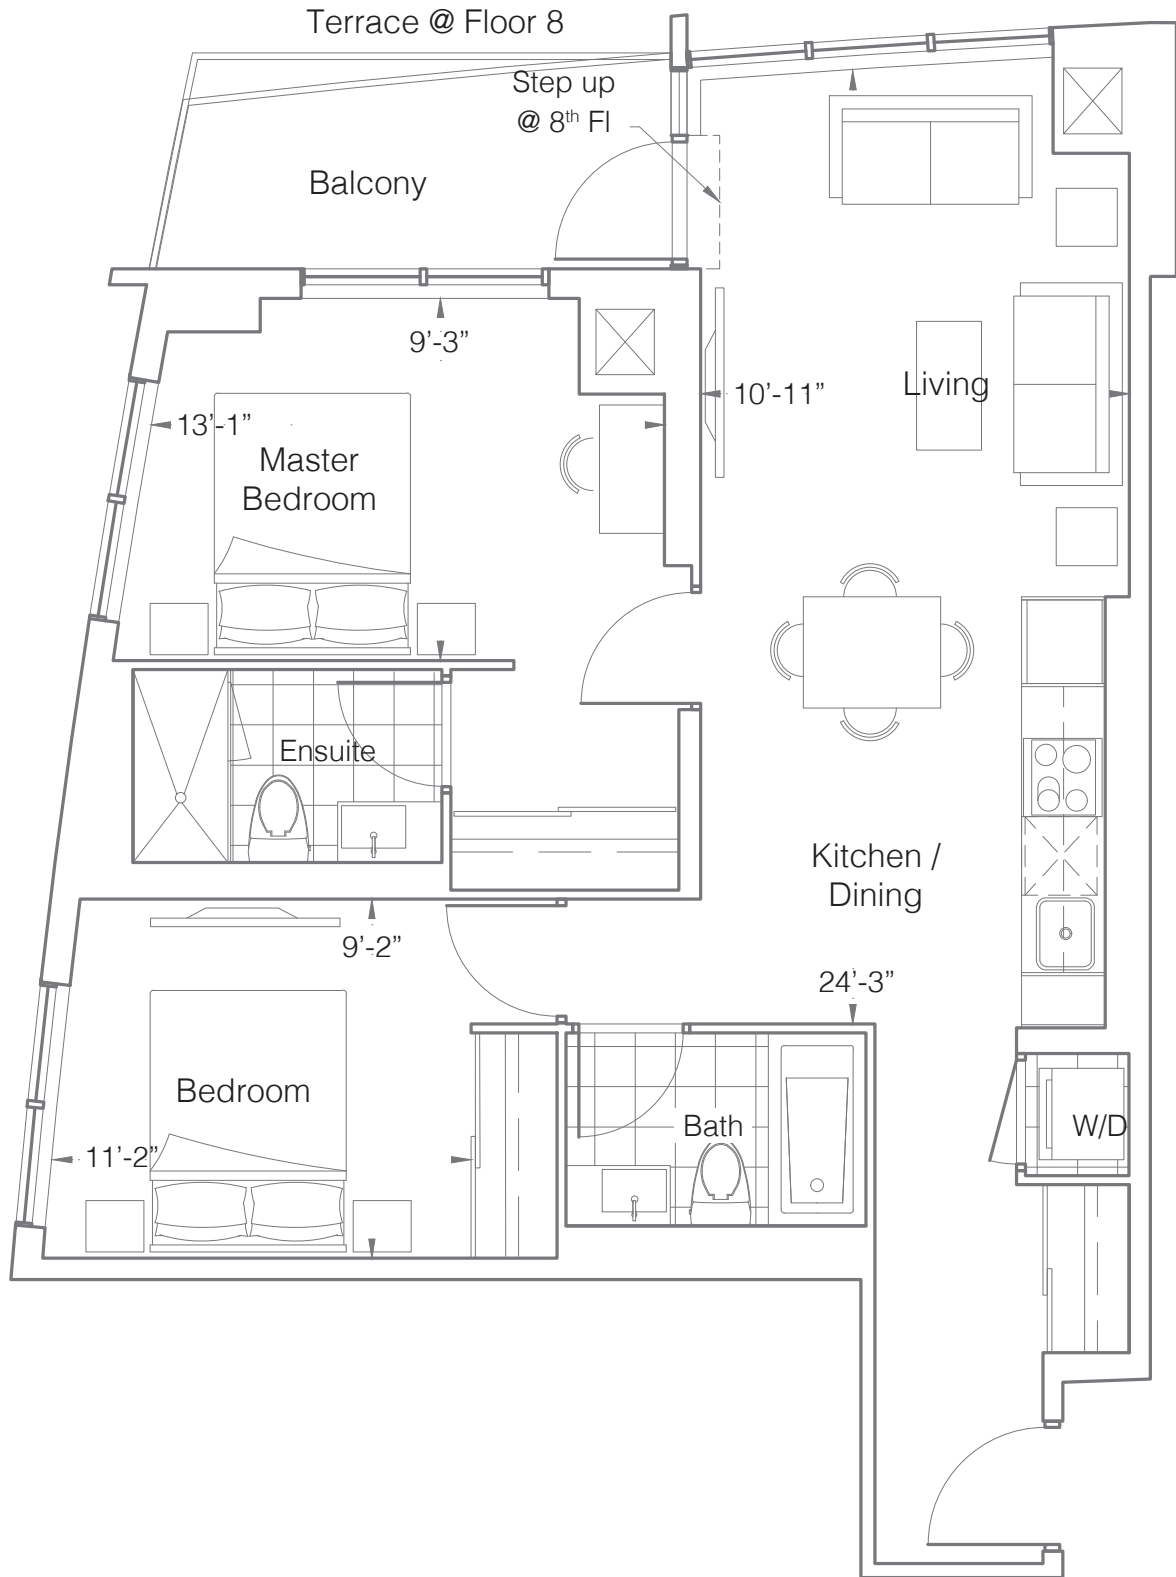 Terrace @ Floor 8
Step up
@ 8th Fl
Balcony
9'-3”
10'-11”
Living
13'-1”
Master
Bedroom
Ensuite
Kitchen /
Dining
9'-2”
24'-3”
Bedroom
Bath
W/D
11'-2”